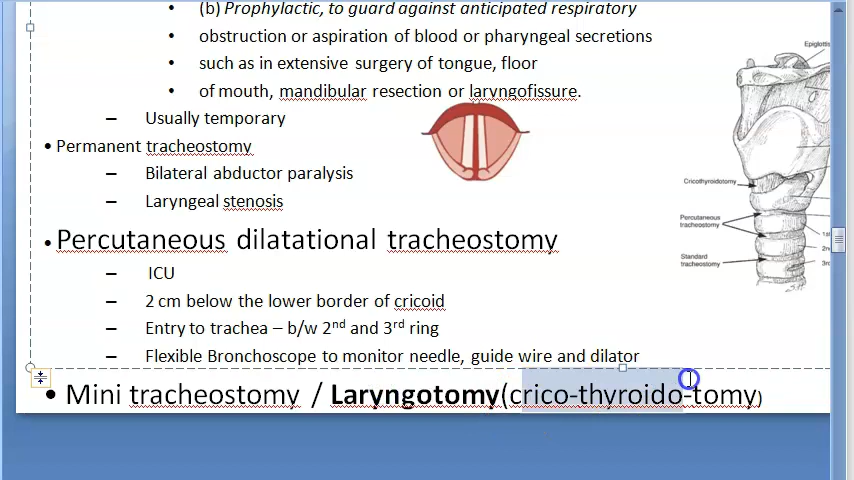 • (b) Prophylactic, to guard against anticipated respiratory
• obstruction or aspiration of blood or pharyngeal secretions
• such as in extensive surgery of tongue, floor
• of mouth, mandibular resection or laryngofissure.
– Usually temporary
• Permanent tracheostomy
– Bilateral abductor paralysis
– Laryngeal stenosis
• Percutaneous dilatational tracheostomy
– ICU
– 2 cm below the lower border of cricoid
– Entry to trachea – b/w 2nd and 3rd ring
– Flexible Bronchoscope to monitor needle, guide wire and dilator
• Mini tracheostomy / Laryngotomy(crico-thyroido-tomy)
Epiglottis
Cricothyroidotomy
Percutaneous
tracheostomy
Standard
tracheostomy
1st
2nd
3rd